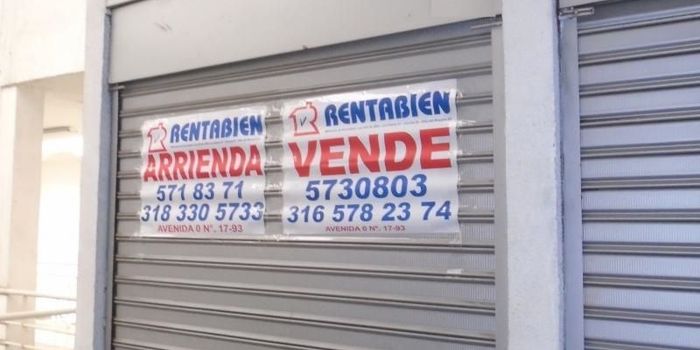 RENTABIEN
ARRIENDA
571 83 71
318 330 5733
AVENIDA 0 N°. 17-93
RENTABIEN
VENDE
5730803
316 578 23 74
AVENIDA 0 N°. 17-93